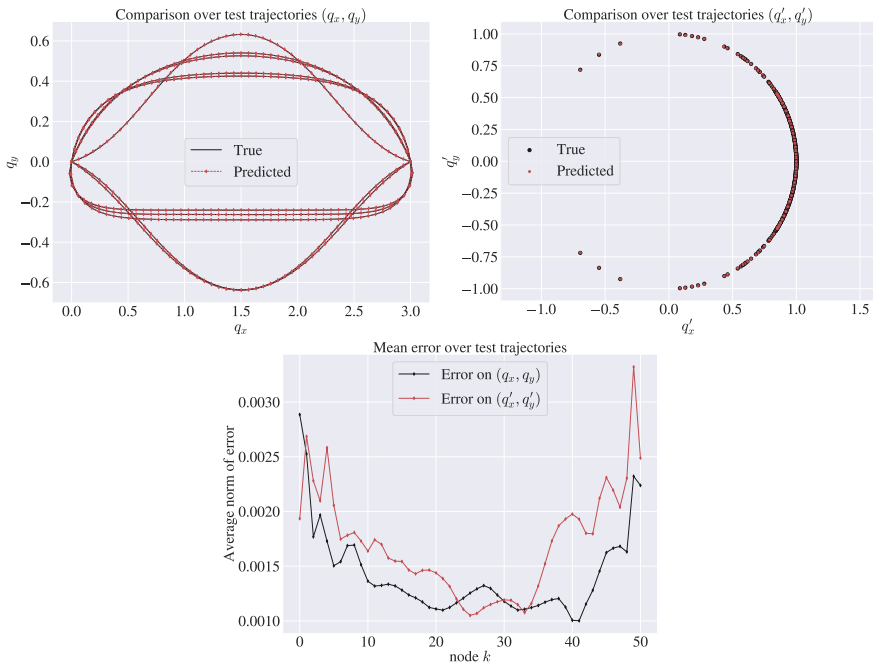 Comparison over test trajectories (q_x, q_y)
0.6
0.4
0.2
0.0
−0.2
−0.4
−0.6
q_y
True
Predicted
0.0
0.5
1.0
1.5
2.0
2.5
3.0
q_x
Comparison over test trajectories (q′_x, q′_y)
1.00
0.75
0.50
0.25
0.00
−0.25
−0.50
−0.75
−1.00
q′_y
True
Predicted
−1.0
−0.5
0.0
0.5
1.0
1.5
q′_x
Mean error over test trajectories
Error on (q_x, q_y)
Error on (q′_x, q′_y)
0.0030
0.0025
0.0020
0.0015
0.0010
Average norm of error
0
10
20
30
40
50
node k